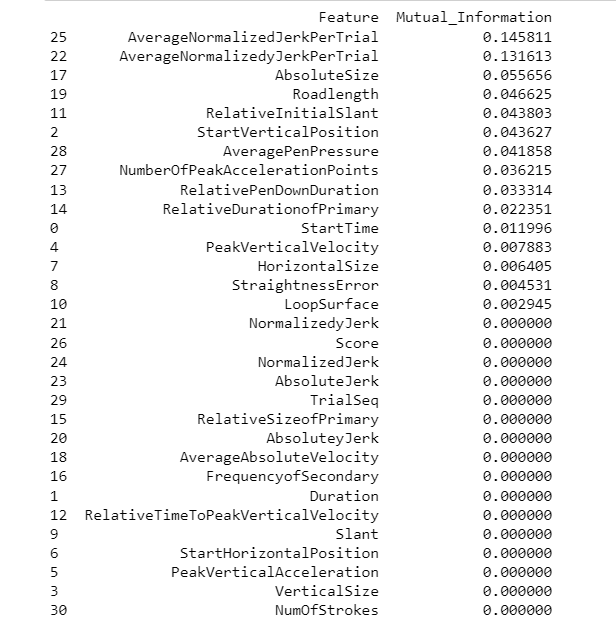 Feature Mutual_Information
25 AverageNormalizedJerkPerTrial 0.145811
22 AverageNormalizedyJerkPerTrial 0.131613
17 AbsoluteSize 0.055656
19 Roadlength 0.046625
11 RelativeInitialSlant 0.043803
2 StartVerticalPosition 0.043627
28 AveragePenPressure 0.041858
27 NumberOfPeakAccelerationPoints 0.036215
13 RelativePenDownDuration 0.033314
14 RelativeDurationofPrimary 0.022351
0 StartTime 0.011996
4 PeakVerticalVelocity 0.007883
7 HorizontalSize 0.006405
8 StraightnessError 0.004531
10 LoopSurface 0.002945
21 NormalizedyJerk 0.000000
26 Score 0.000000
24 NormalizedJerk 0.000000
23 AbsoluteJerk 0.000000
29 TrialSeq 0.000000
15 RelativeSizeofPrimary 0.000000
20 AbsoluteyJerk 0.000000
18 AverageAbsoluteVelocity 0.000000
16 FrequencyofSecondary 0.000000
1 Duration 0.000000
12 RelativeTimeToPeakVerticalVelocity 0.000000
9 Slant 0.000000
6 StartHorizontalPosition 0.000000
5 PeakVerticalAcceleration 0.000000
3 VerticalSize 0.000000
30 NumOfStrokes 0.000000